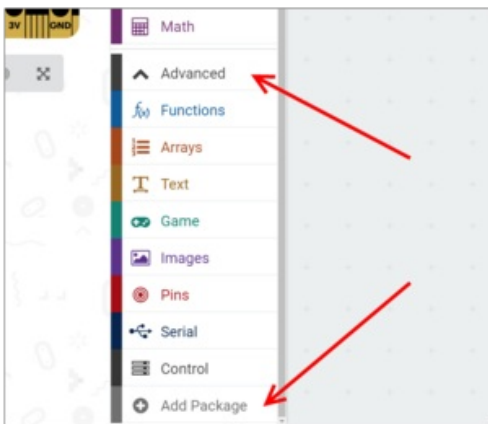 3V
GND
Math
Advanced
f(x) Functions
Arrays
T Text
Game
Images
Pins
Serial
Control
Add Package